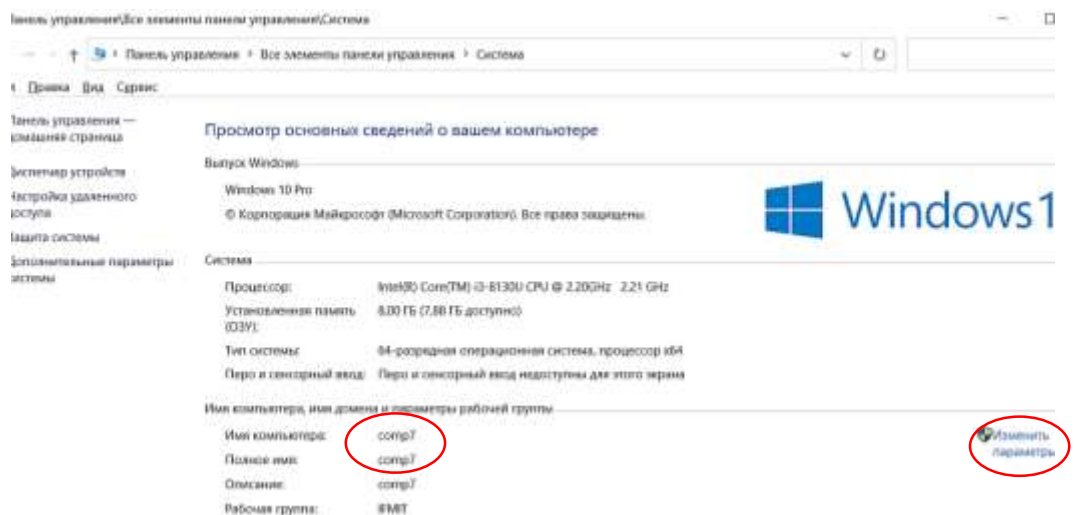 Панель управления\Все элементы панели управления\Система
Панель управления › Все элементы панели управления › Система
Правка Вид Сервис
Панель управления —
домашняя страница
Просмотр основных сведений о вашем компьютере
Диспетчер устройств
Выпуск Windows
Настройка удаленного
доступа
Windows 10 Pro
© Корпорация Майкрософт (Microsoft Corporation). Все права защищены.
Windows 1
Защита системы
Дополнительные параметры
системы
Система
Процессор: Intel(R) Core(TM) i3-8130U CPU @ 2.20GHz 2.21 GHz
Установленная память 8,00 ГБ (7,88 ГБ доступно)
(ОЗУ):
Тип системы: 64-разрядная операционная система, процессор x64
Перо и сенсорный ввод: Перо и сенсорный ввод недоступны для этого экрана
Имя компьютера, имя домена и параметры рабочей группы
Имя компьютера: comp7
Изменить
параметры
Полное имя: comp7
Описание: comp7
Рабочая группа: